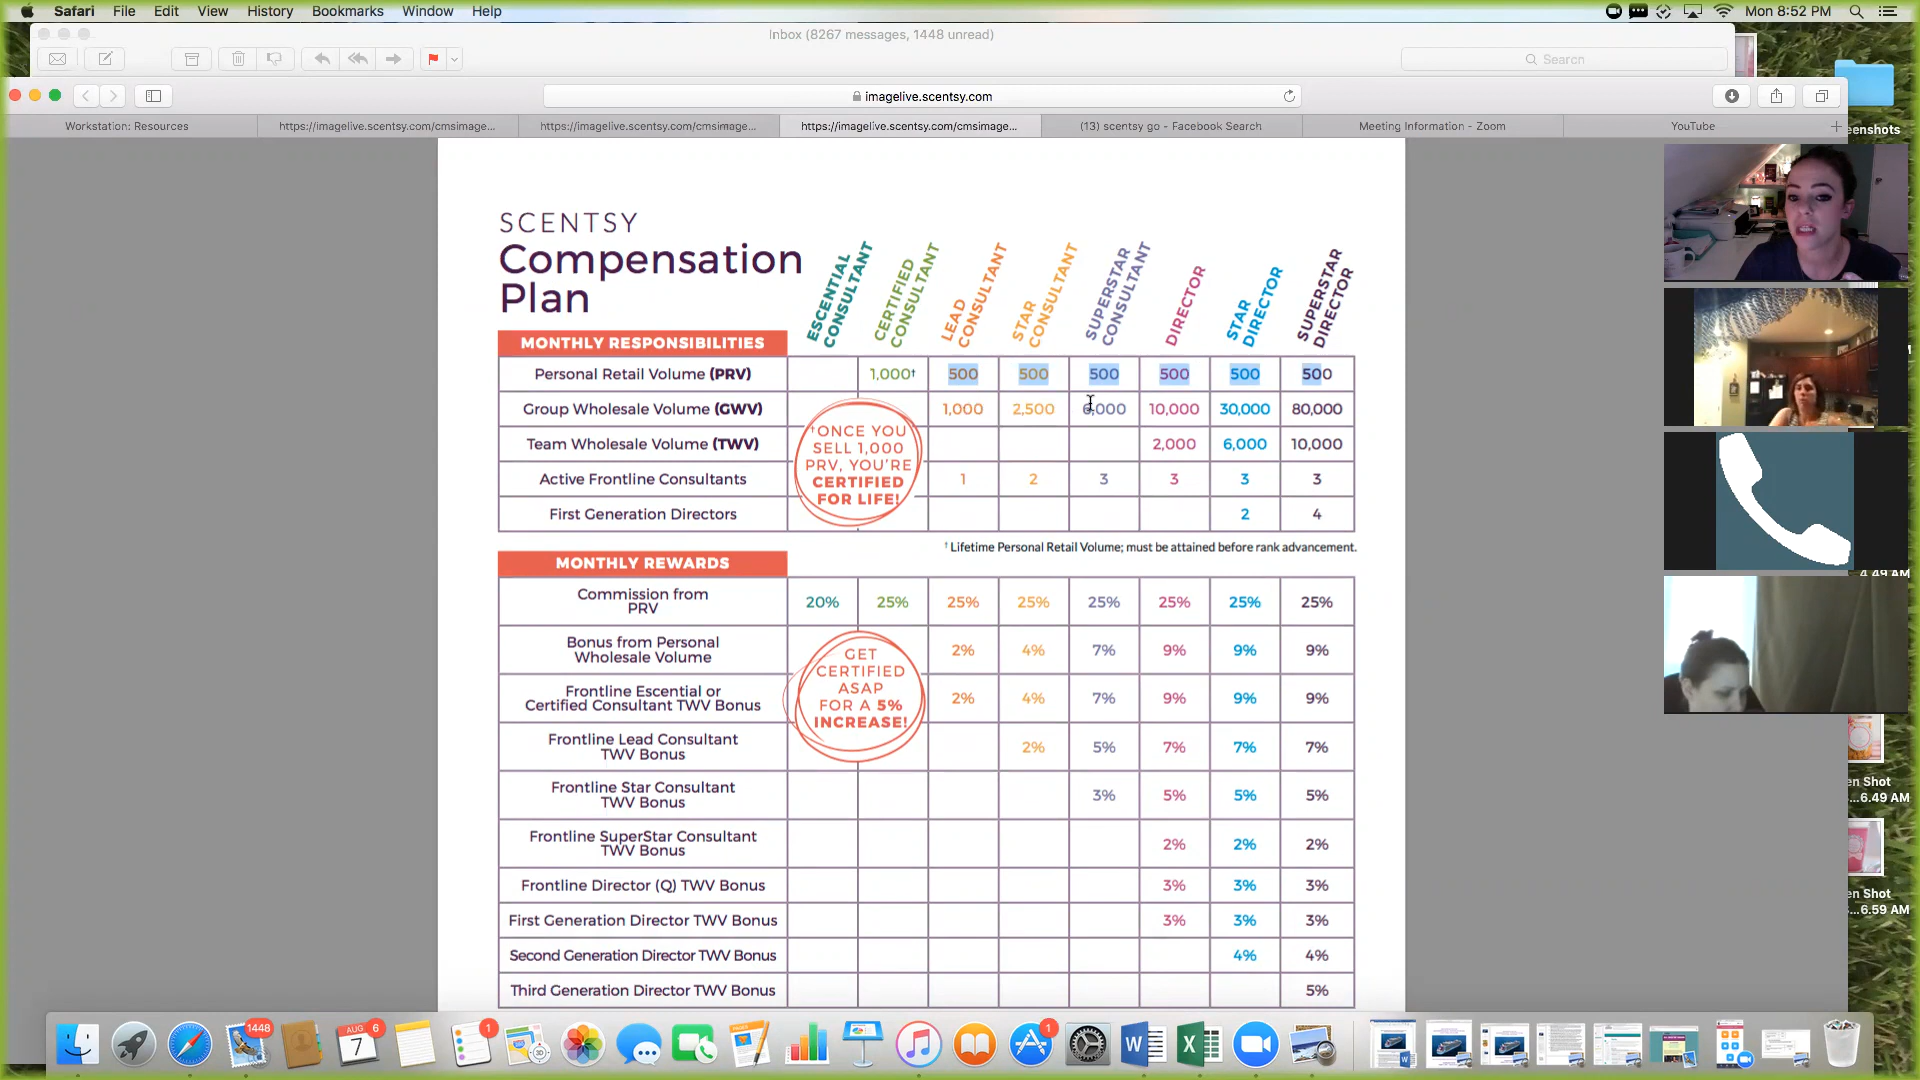 Safari File Edit View History Bookmarks Window Help Mon 8:52 PM
Inbox (8267 messages, 1448 unread)
Search
imagelive.scentsy.com
Workstation: Resources https://imagelive.scentsy.com/cmsimage... https://imagelive.scentsy.com/cmsimage... https://imagelive.scentsy.com/cmsimage... (13) scentsy go - Facebook Search Meeting Information - Zoom YouTube
eenshots
SCENTSY
Compensation
Plan
ESCENTIAL CONSULTANT
CERTIFIED CONSULTANT
LEAD CONSULTANT
STAR CONSULTANT
SUPERSTAR CONSULTANT
DIRECTOR
STAR DIRECTOR
SUPERSTAR DIRECTOR
MONTHLY RESPONSIBILITIES
Personal Retail Volume (PRV) 1,000† 500 500 500 500 500 500
Group Wholesale Volume (GWV) 1,000 2,500 10,000 30,000 80,000
Team Wholesale Volume (TWV) 2,000 6,000 10,000
Active Frontline Consultants 1 2 3 3 3 3
First Generation Directors 2 4
†ONCE YOU
SELL 1,000
PRV, YOU'RE
CERTIFIED
FOR LIFE!
† Lifetime Personal Retail Volume; must be attained before rank advancement.
MONTHLY REWARDS
Commission from
PRV 20% 25% 25% 25% 25% 25% 25% 25%
Bonus from Personal
Wholesale Volume 2% 4% 7% 9% 9% 9%
Frontline Escential or
Certified Consultant TWV Bonus 2% 4% 7% 9% 9% 9%
Frontline Lead Consultant
TWV Bonus 2% 5% 7% 7% 7%
Frontline Star Consultant
TWV Bonus 3% 5% 5% 5%
Frontline SuperStar Consultant
TWV Bonus 2% 2% 2%
Frontline Director (Q) TWV Bonus 3% 3% 3%
First Generation Director TWV Bonus 3% 3% 3%
Second Generation Director TWV Bonus 4% 4%
Third Generation Director TWV Bonus 5%
GET
CERTIFIED
ASAP
FOR A 5%
INCREASE!
4.49 AM
en Shot
...6.49 AM
en Shot
...6.59 AM
1448
AUG 6
7
1
PAGES
1